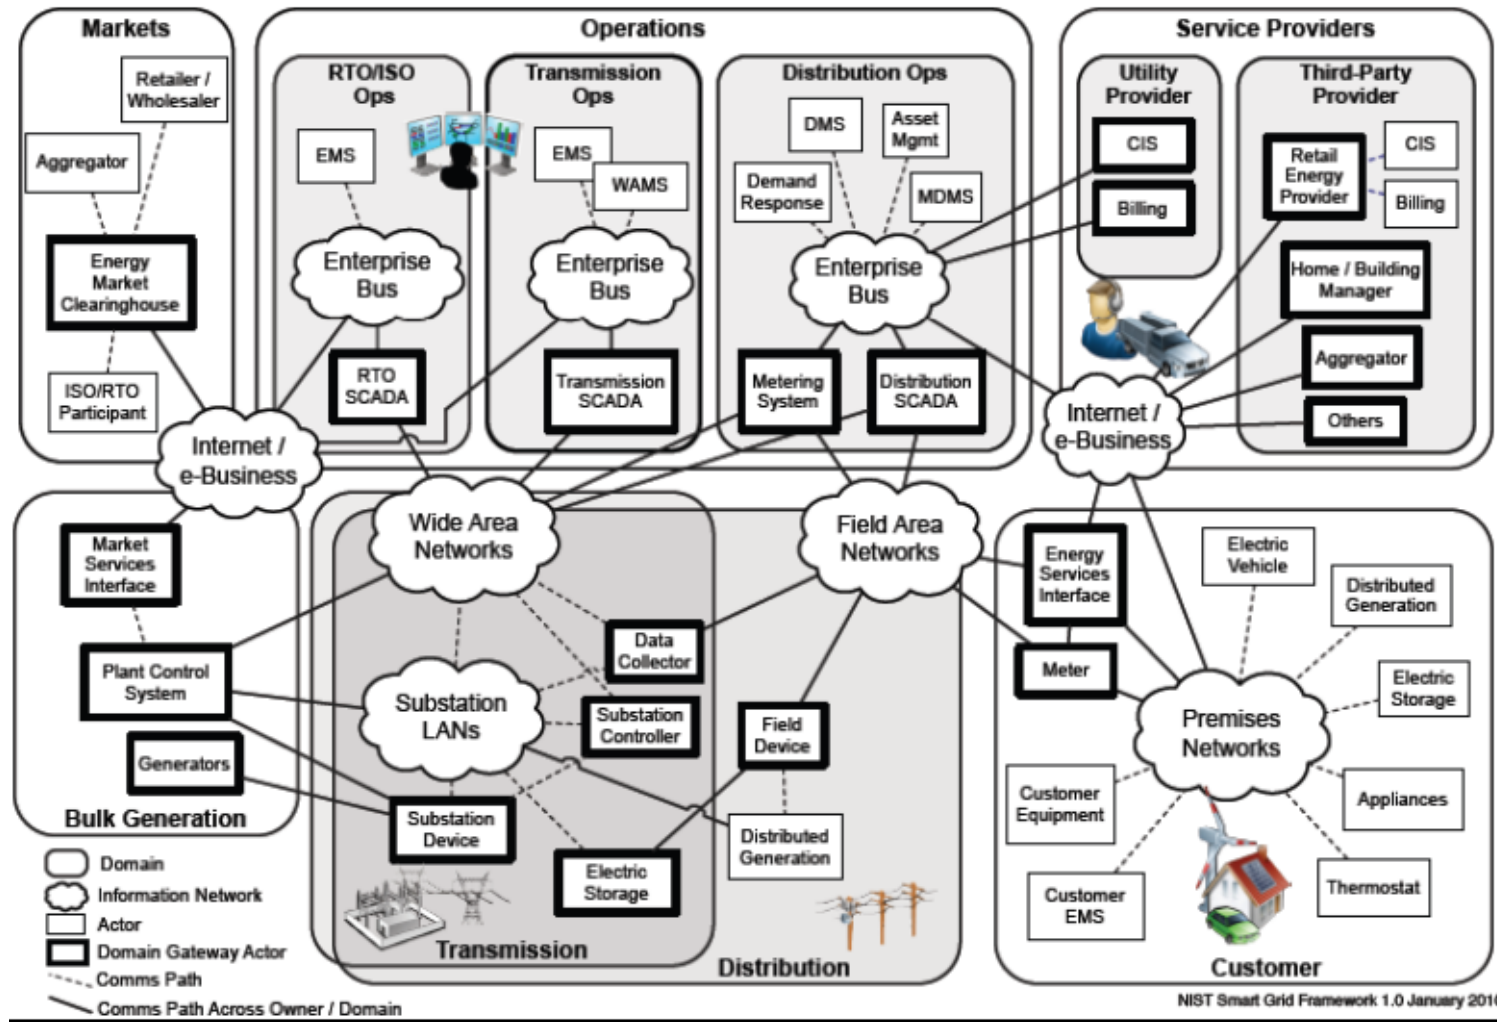 Markets
Retailer /
Wholesaler
Aggregator
Energy
Market
Clearinghouse
ISO/RTO
Participant
Operations
RTO/ISO
Ops
EMS
Enterprise
Bus
RTO
SCADA
Transmission
Ops
EMS
WAMS
Enterprise
Bus
Transmission
SCADA
Distribution Ops
DMS
Asset
Mgmt
Demand
Response
MDMS
Enterprise
Bus
Metering
System
Distribution
SCADA
Service Providers
Utility
Provider
CIS
Billing
Third-Party
Provider
Retail
Energy
Provider
CIS
Billing
Home / Building
Manager
Aggregator
Others
Internet /
e-Business
Internet /
e-Business
Wide Area
Networks
Field Area
Networks
Market
Services
Interface
Plant Control
System
Generators
Bulk Generation
Data
Collector
Substation
LANs
Substation
Controller
Field
Device
Substation
Device
Electric
Storage
Distributed
Generation
Transmission
Distribution
Energy
Services
Interface
Meter
Electric
Vehicle
Distributed
Generation
Electric
Storage
Premises
Networks
Customer
Equipment
Appliances
Customer
EMS
Thermostat
Customer
Domain
Information Network
Actor
Domain Gateway Actor
Comms Path
Comms Path Across Owner / Domain
NIST Smart Grid Framework 1.0 January 2010